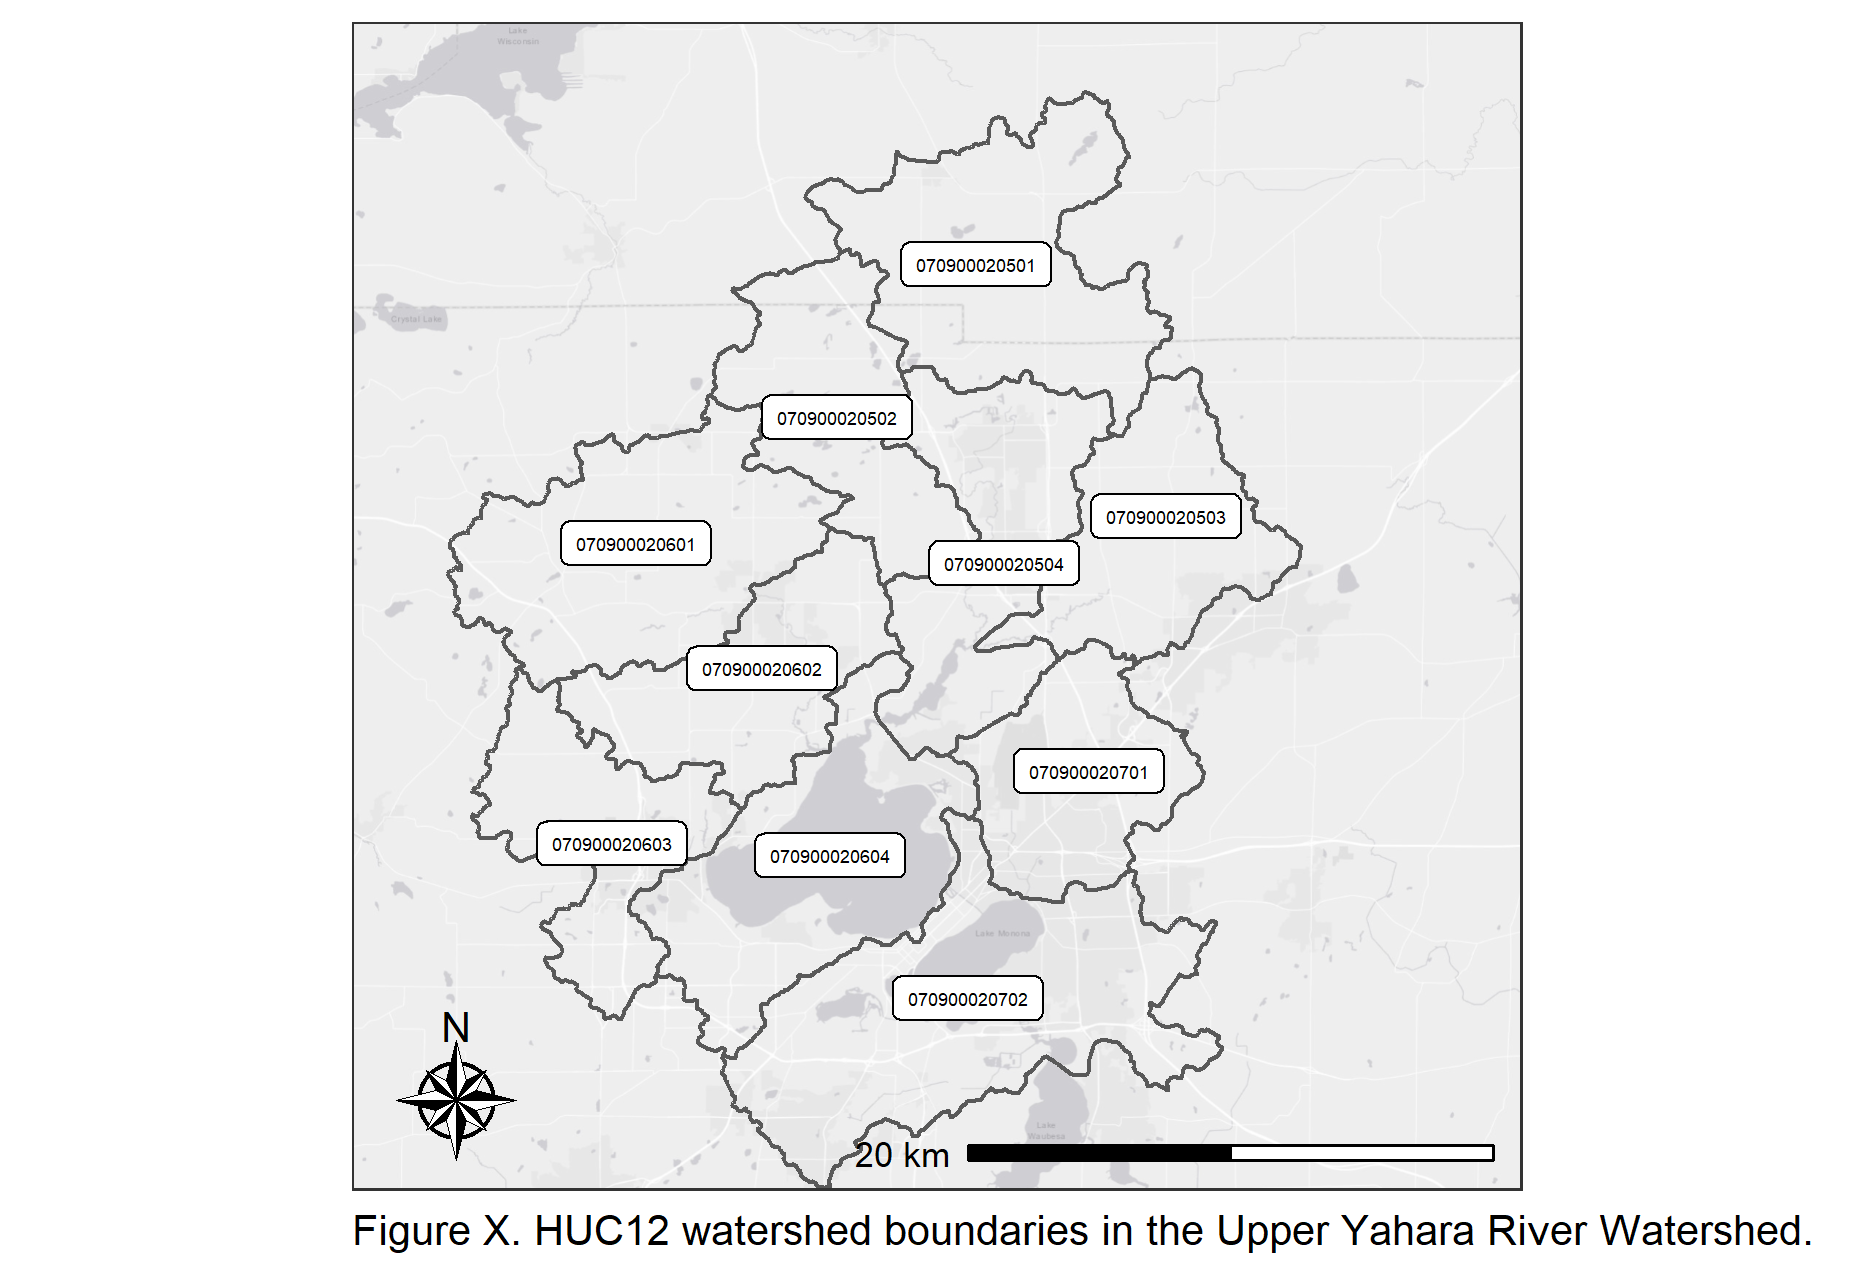 Lake
Wisconsin
070900020501
Crystal Lake
070900020502
070900020503
070900020601
070900020504
070900020602
070900020701
070900020603
070900020604
Lake Monona
070900020702
N
Lake
Waubesa
20 km
Figure X. HUC12 watershed boundaries in the Upper Yahara River Watershed.